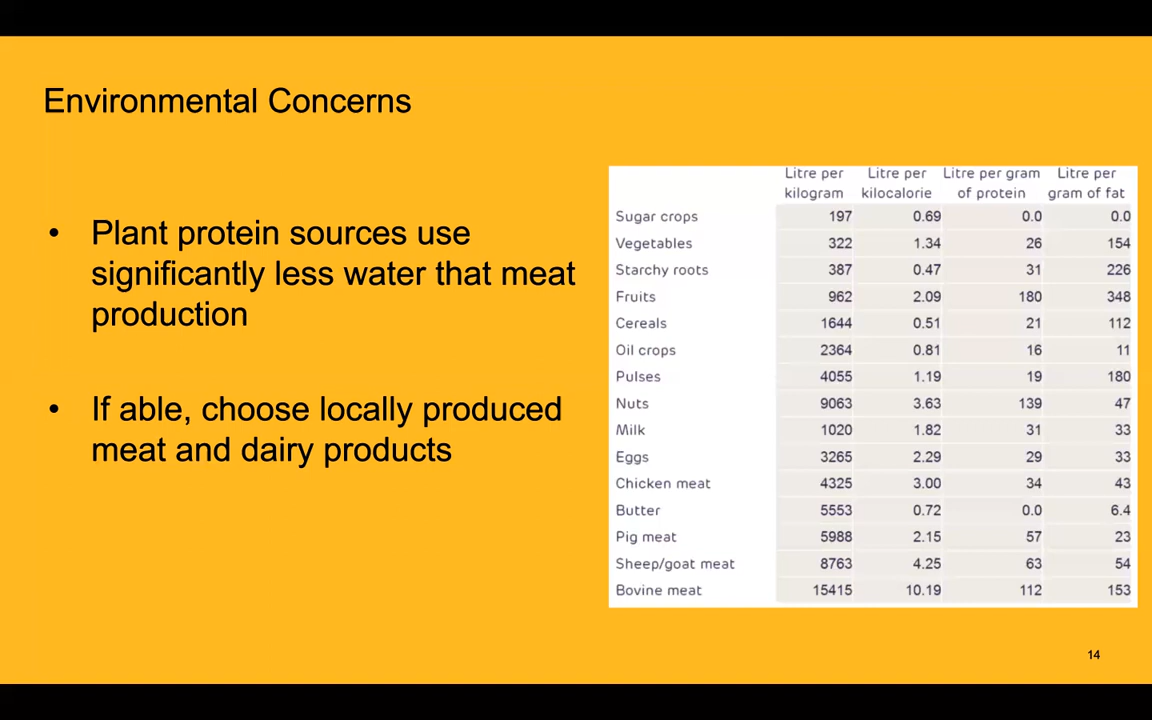 Environmental Concerns
• Plant protein sources use
significantly less water that meat
production
• If able, choose locally produced
meat and dairy products
Litre per kilogram Litre per kilocalorie Litre per gram of protein Litre per gram of fat
Sugar crops 197 0.69 0.0 0.0
Vegetables 322 1.34 26 154
Starchy roots 387 0.47 31 226
Fruits 962 2.09 180 348
Cereals 1644 0.51 21 112
Oil crops 2364 0.81 16 11
Pulses 4055 1.19 19 180
Nuts 9063 3.63 139 47
Milk 1020 1.82 31 33
Eggs 3265 2.29 29 33
Chicken meat 4325 3.00 34 43
Butter 5553 0.72 0.0 6.4
Pig meat 5988 2.15 57 23
Sheep/goat meat 8763 4.25 63 54
Bovine meat 15415 10.19 112 153
14